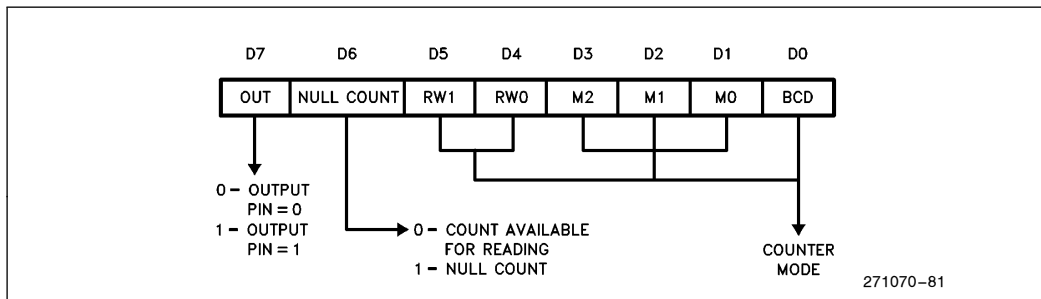 D7 D6 D5 D4 D3 D2 D1 D0
OUT NULL COUNT RW1 RW0 M2 M1 M0 BCD
0 – OUTPUT
PIN = 0
1 – OUTPUT
PIN = 1
0 – COUNT AVAILABLE
FOR READING
1 – NULL COUNT
COUNTER
MODE
271070–81